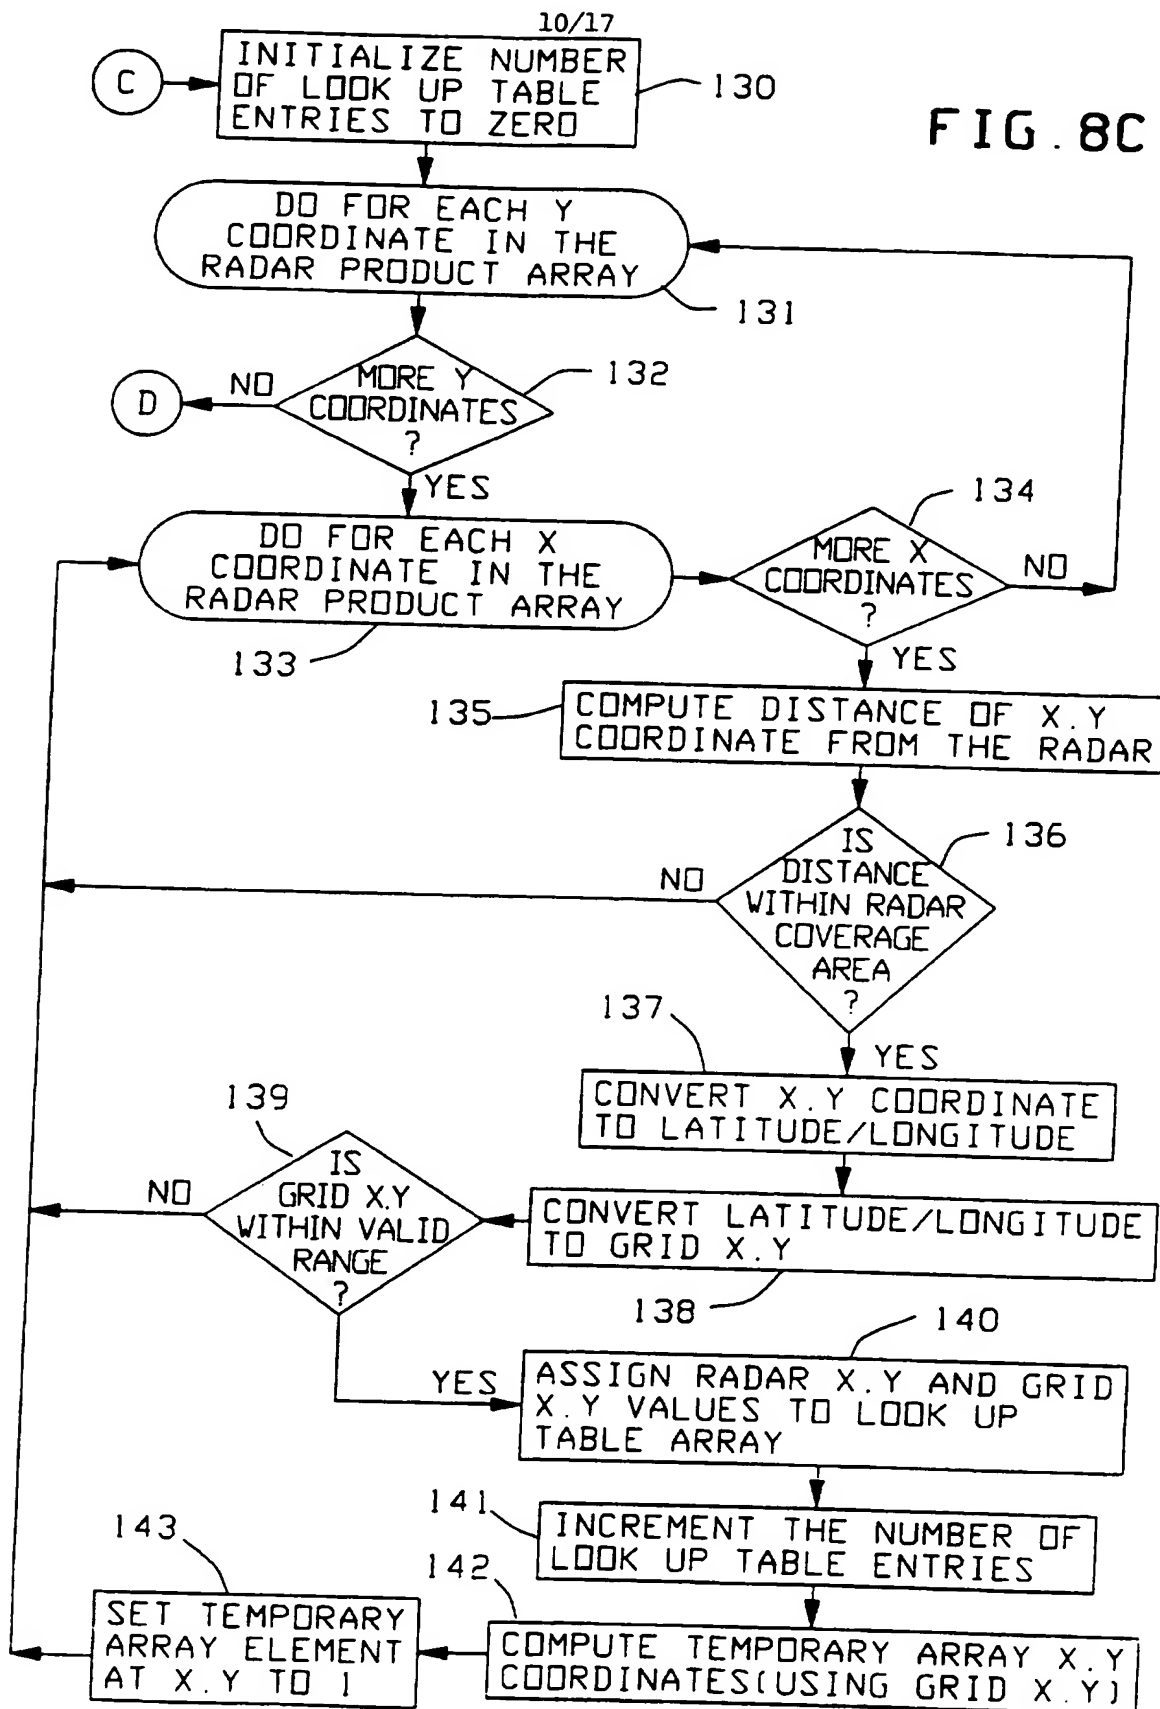 10/17
FIG.8C
C
INITIALIZE NUMBER
OF LOOK UP TABLE
ENTRIES TO ZERO
130
DO FOR EACH Y
COORDINATE IN THE
RADAR PRODUCT ARRAY
131
MORE Y
COORDINATES
?
132
NO
D
YES
DO FOR EACH X
COORDINATE IN THE
RADAR PRODUCT ARRAY
133
MORE X
COORDINATES
?
134
NO
YES
135
COMPUTE DISTANCE OF X.Y
COORDINATE FROM THE RADAR
IS
DISTANCE
WITHIN RADAR
COVERAGE
AREA
?
136
NO
YES
137
CONVERT X.Y COORDINATE
TO LATITUDE/LONGITUDE
CONVERT LATITUDE/LONGITUDE
TO GRID X.Y
138
139
IS
GRID X.Y
WITHIN VALID
RANGE
?
NO
YES
140
ASSIGN RADAR X.Y AND GRID
X.Y VALUES TO LOOK UP
TABLE ARRAY
141
INCREMENT THE NUMBER OF
LOOK UP TABLE ENTRIES
142
COMPUTE TEMPORARY ARRAY X.Y
COORDINATES(USING GRID X.Y)
143
SET TEMPORARY
ARRAY ELEMENT
AT X.Y TO 1